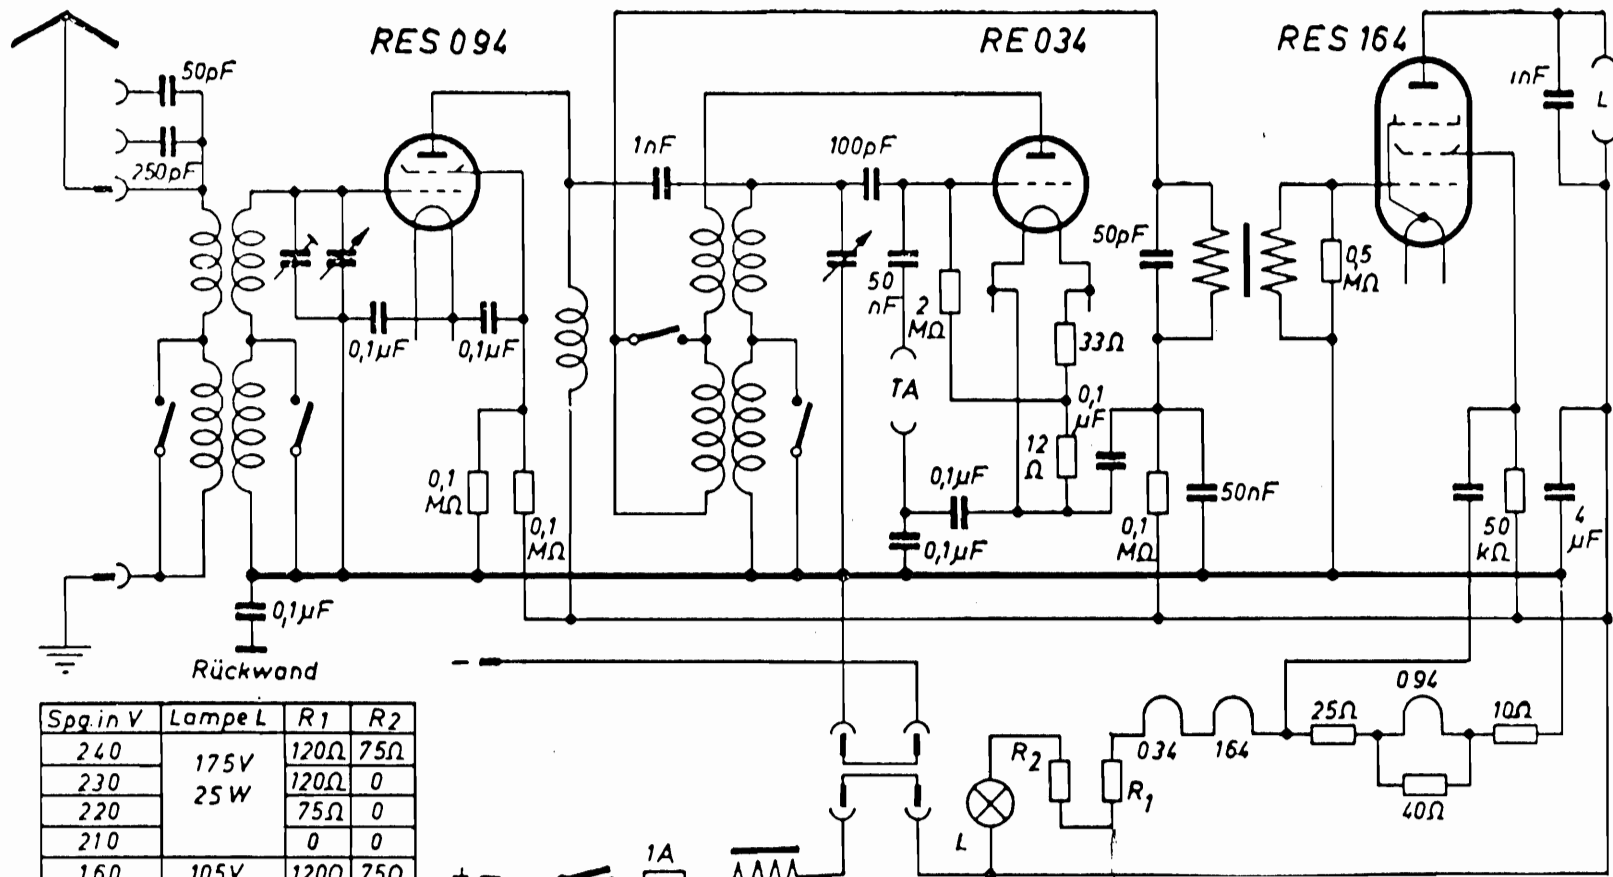 RES 094
RE 034
RES 164
50pF
250pF
1nF
100pF
1nF
L
50pF
0,5 MΩ
50 nF
2 MΩ
0,1µF
0,1µF
33Ω
TA
0,1 µF
12 Ω
0,1 MΩ
0,1 MΩ
0,1µF
0,1µF
0,1 MΩ
50nF
50 kΩ
4 µF
0,1µF
Rückwand
-
094
25Ω
10Ω
034
164
R2
R1
40Ω
L
Spg.in V Lampe L R1 R2
240 175V 25W 120Ω 75Ω
230 120Ω 0
220 75Ω 0
210 0 0
160 105V 120Ω 75Ω
+
1A